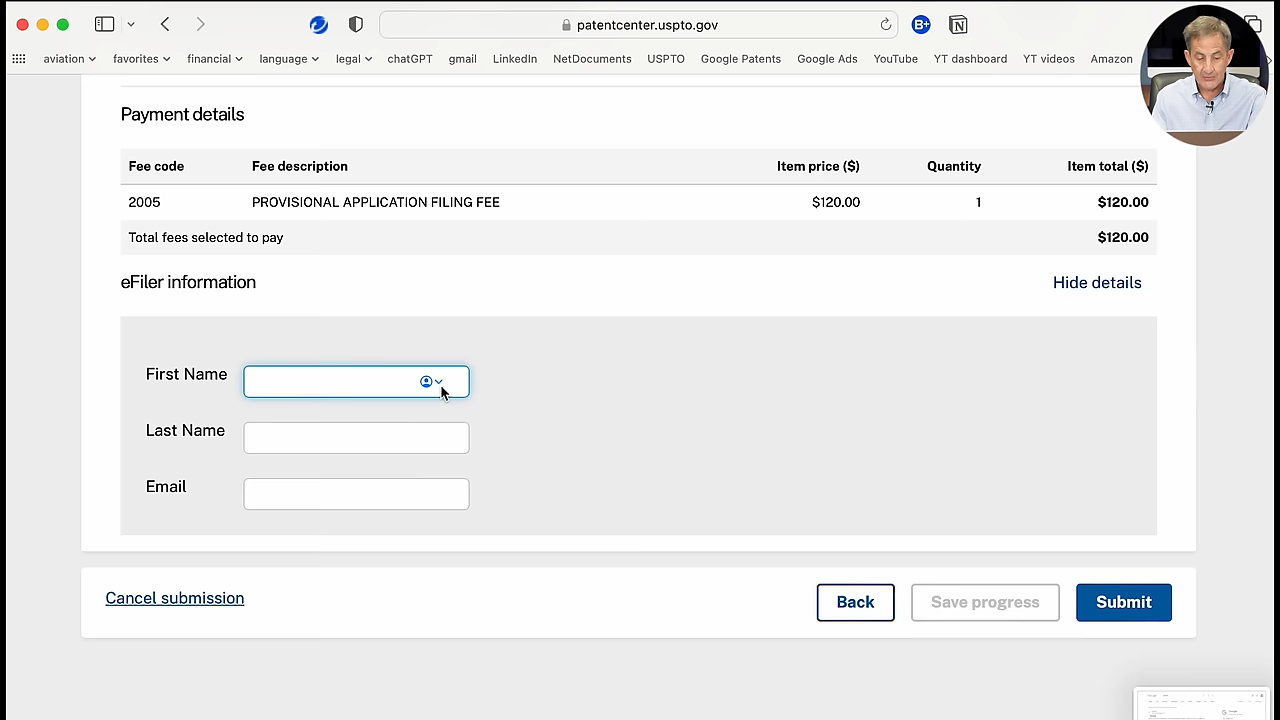 patentcenter.uspto.gov
B+
N
aviation favorites financial language legal chatGPT gmail LinkedIn NetDocuments USPTO Google Patents Google Ads YouTube YT dashboard YT videos Amazon
Payment details
Fee code Fee description Item price ($) Quantity Item total ($)
2005 PROVISIONAL APPLICATION FILING FEE $120.00 1 $120.00
Total fees selected to pay $120.00
eFiler information Hide details
First Name
Last Name
Email
Cancel submission Back Save progress Submit